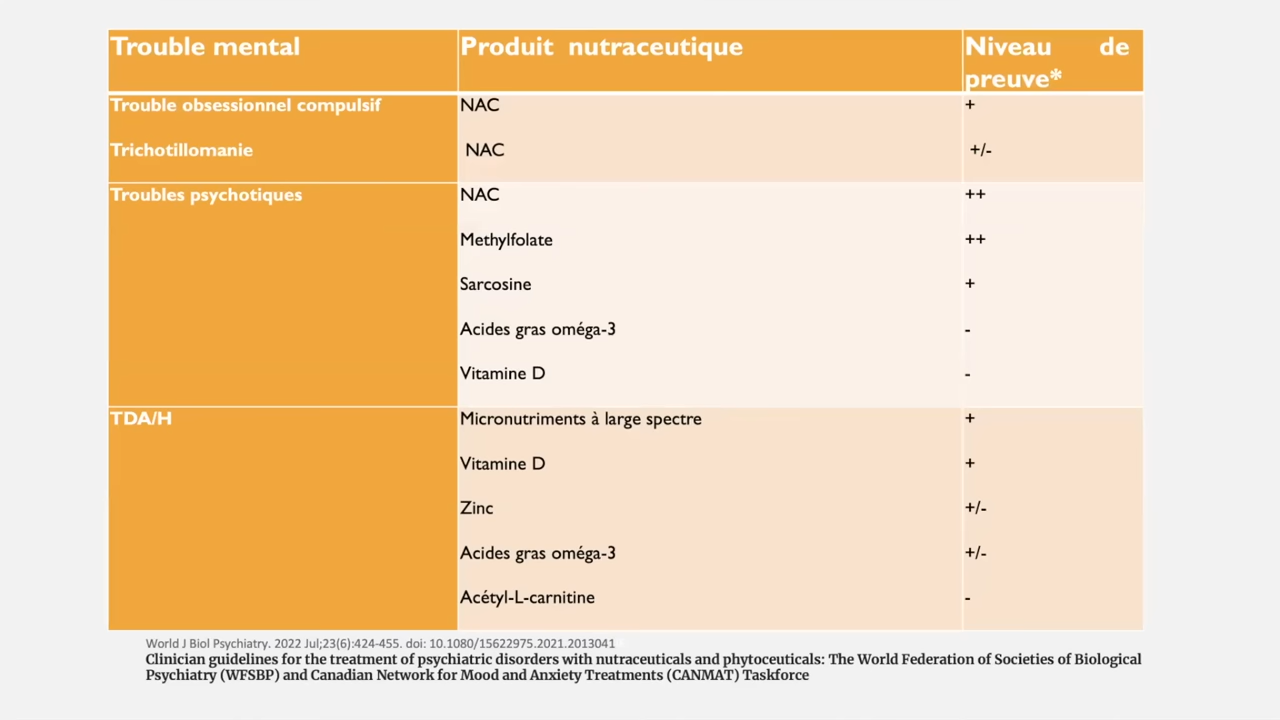 Trouble mental Produit nutraceutique Niveau de
preuve*
Trouble obsessionnel compulsif NAC +
Trichotillomanie NAC +/-
Troubles psychotiques NAC ++
Methylfolate ++
Sarcosine +
Acides gras oméga-3 -
Vitamine D -
TDA/H Micronutriments à large spectre +
Vitamine D +
Zinc +/-
Acides gras oméga-3 +/-
Acétyl-L-carnitine -
World J Biol Psychiatry. 2022 Jul;23(6):424-455. doi: 10.1080/15622975.2021.2013041
Clinician guidelines for the treatment of psychiatric disorders with nutraceuticals and phytoceuticals: The World Federation of Societies of Biological
Psychiatry (WFSBP) and Canadian Network for Mood and Anxiety Treatments (CANMAT) Taskforce